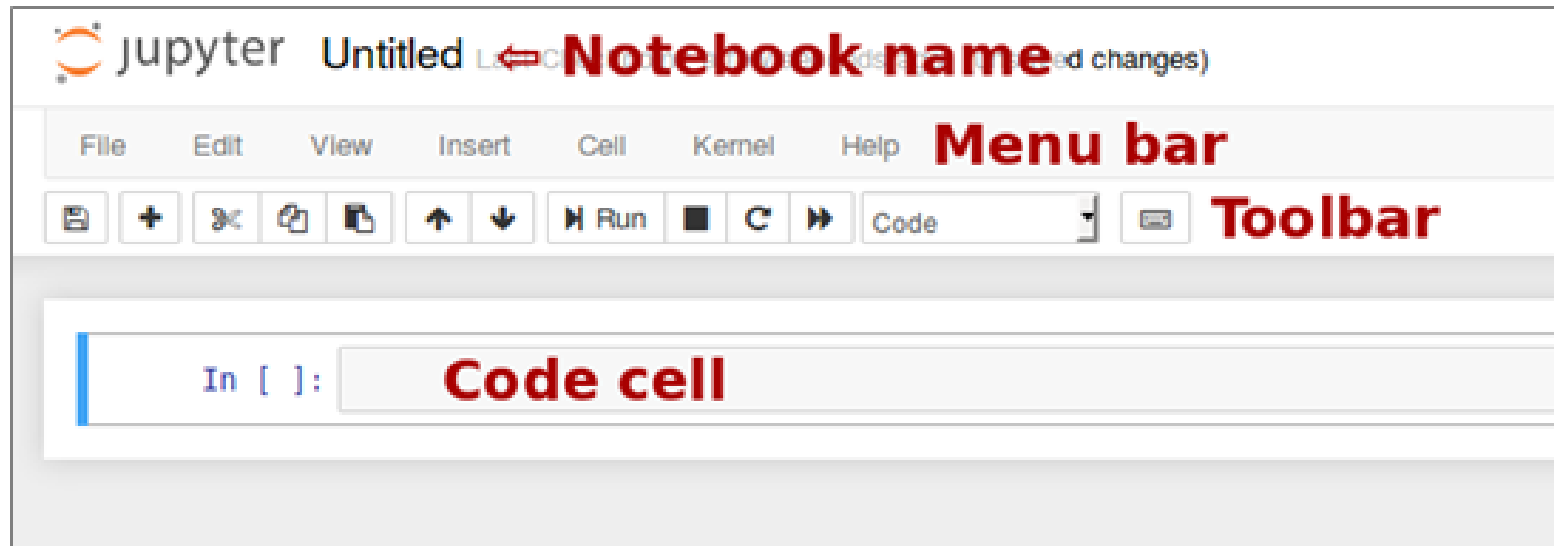 jupyter Untitled ⇦ Notebook name d changes)
File Edit View Insert Cell Kernel Help Menu bar
Run Code Toolbar
In [ ]: Code cell